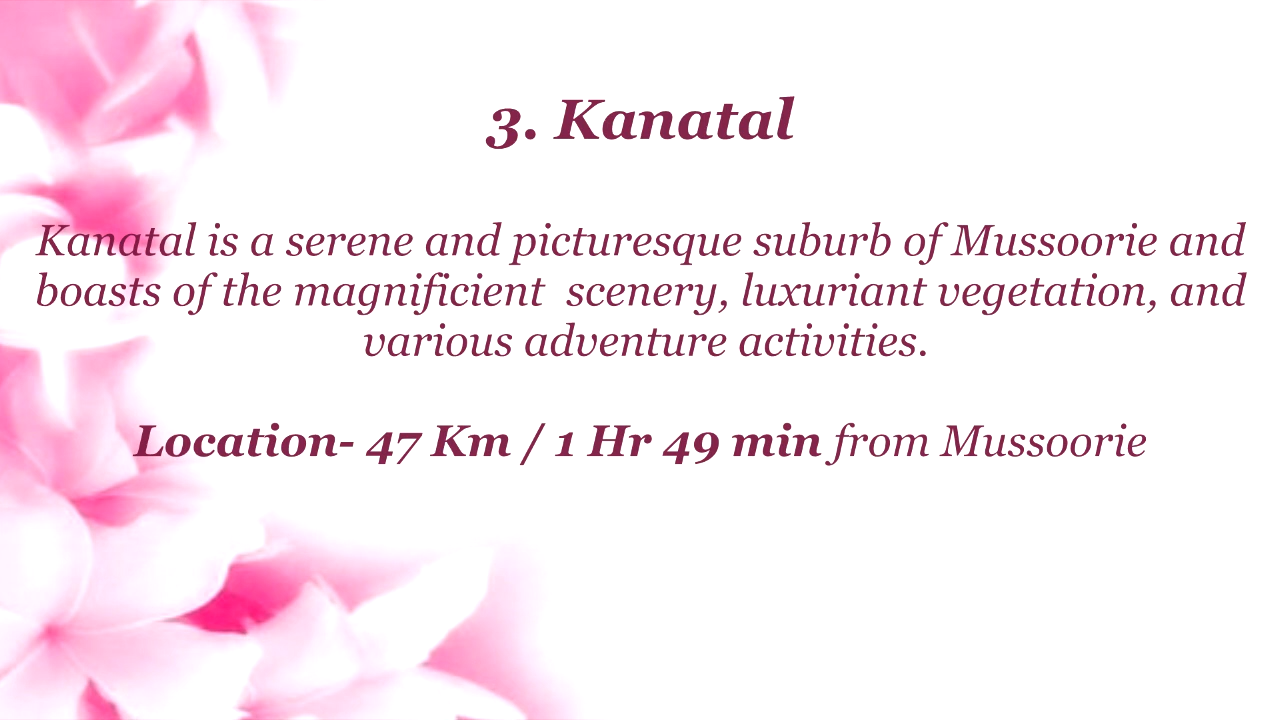 3. Kanatal
Kanatal is a serene and picturesque suburb of Mussoorie and
boasts of the magnificient  scenery, luxuriant vegetation, and
various adventure activities.
Location- 47 Km / 1 Hr 49 min from Mussoorie